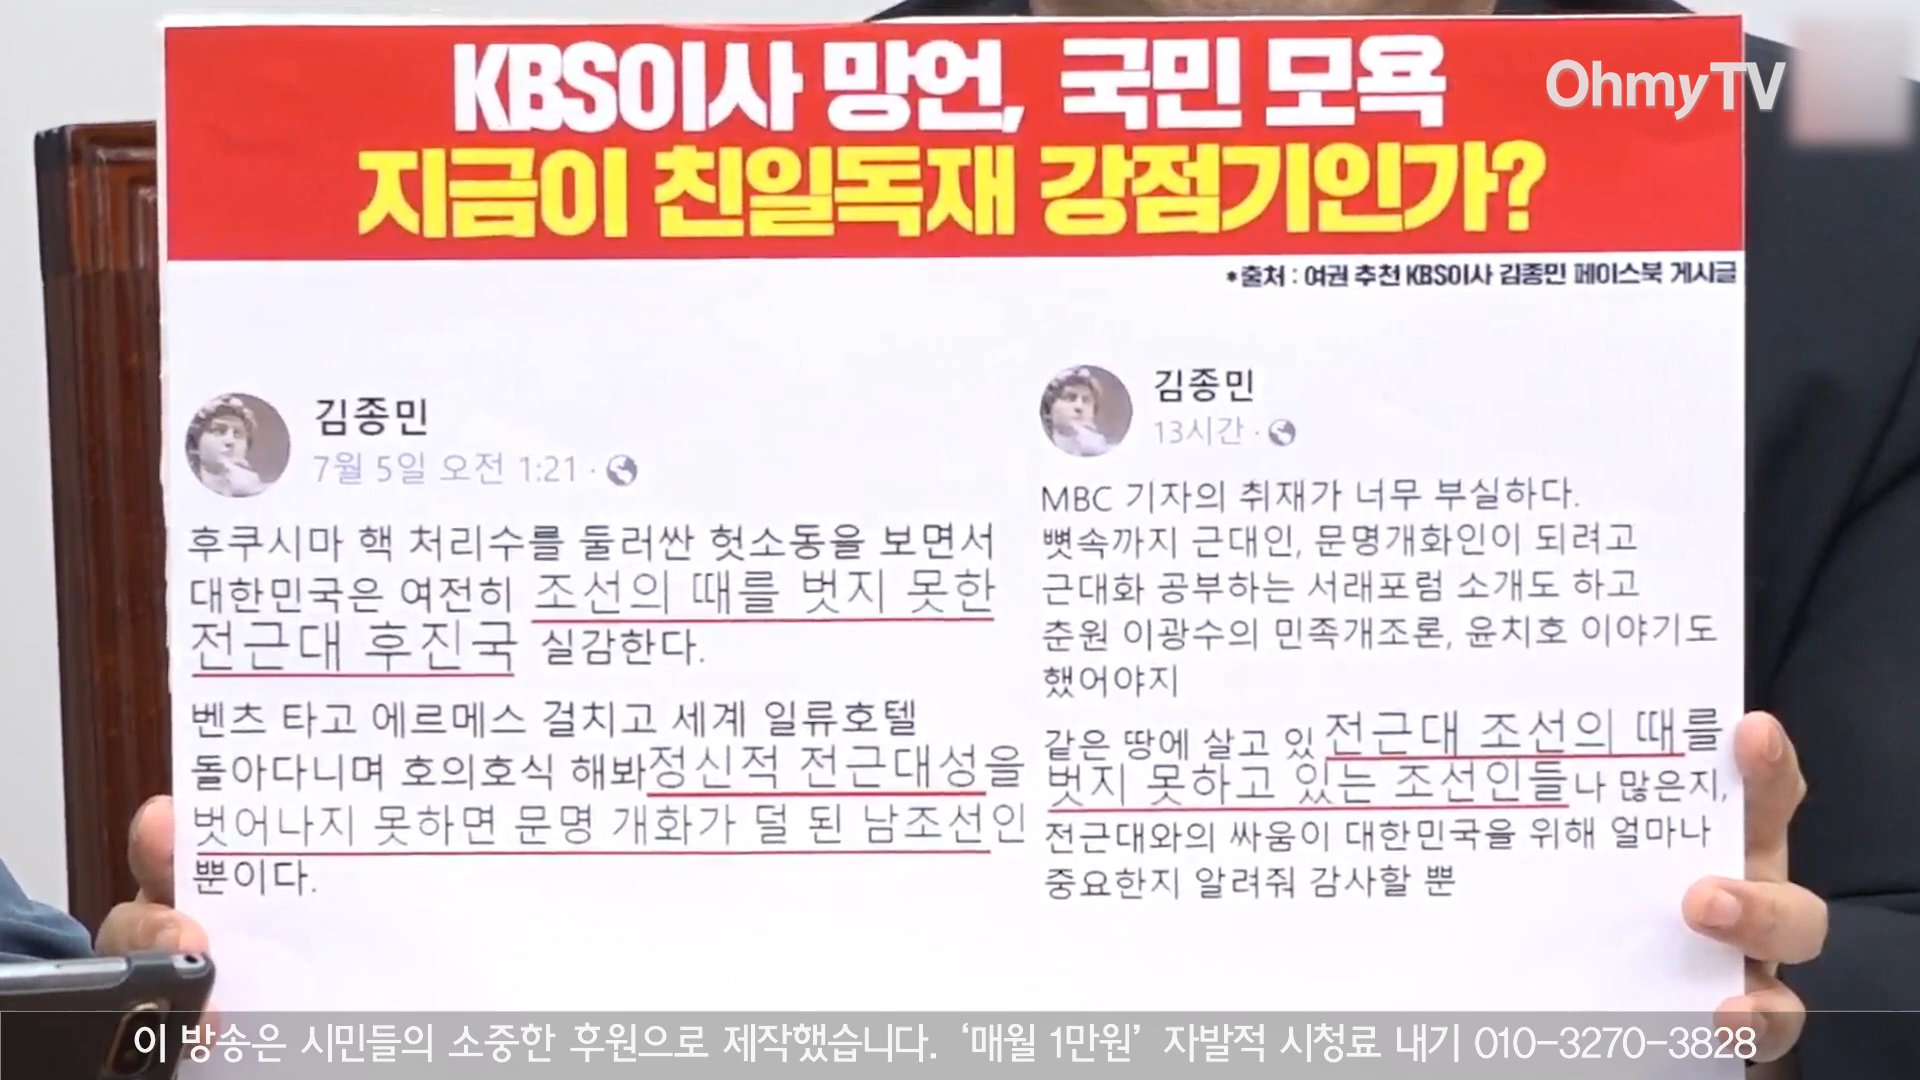 KBS이사 망언, 국민 모욕
지금이 친일독재 강점기인가?
OhmyTV
*출처 : 여권 추천 KBS이사 김종민 페이스북 게시글
김종민
7월 5일 오전 1:21 ·
후쿠시마 핵 처리수를 둘러싼 헛소동을 보면서
대한민국은 여전히 조선의 때를 벗지 못한
전근대 후진국 실감한다.
벤츠 타고 에르메스 걸치고 세계 일류호텔
돌아다니며 호의호식 해봐정신적 전근대성을
벗어나지 못하면 문명 개화가 덜 된 남조선인
뿐이다.
김종민
13시간 ·
MBC 기자의 취재가 너무 부실하다.
뼛속까지 근대인, 문명개화인이 되려고
근대화 공부하는 서래포럼 소개도 하고
춘원 이광수의 민족개조론, 윤치호 이야기도
했어야지
같은 땅에 살고 있 전근대 조선의 때를
벗지 못하고 있는 조선인들나 많은지,
전근대와의 싸움이 대한민국을 위해 얼마나
중요한지 알려줘 감사할 뿐
이 방송은 시민들의 소중한 후원으로 제작했습니다. ‘매월 1만원’ 자발적 시청료 내기 010-3270-3828